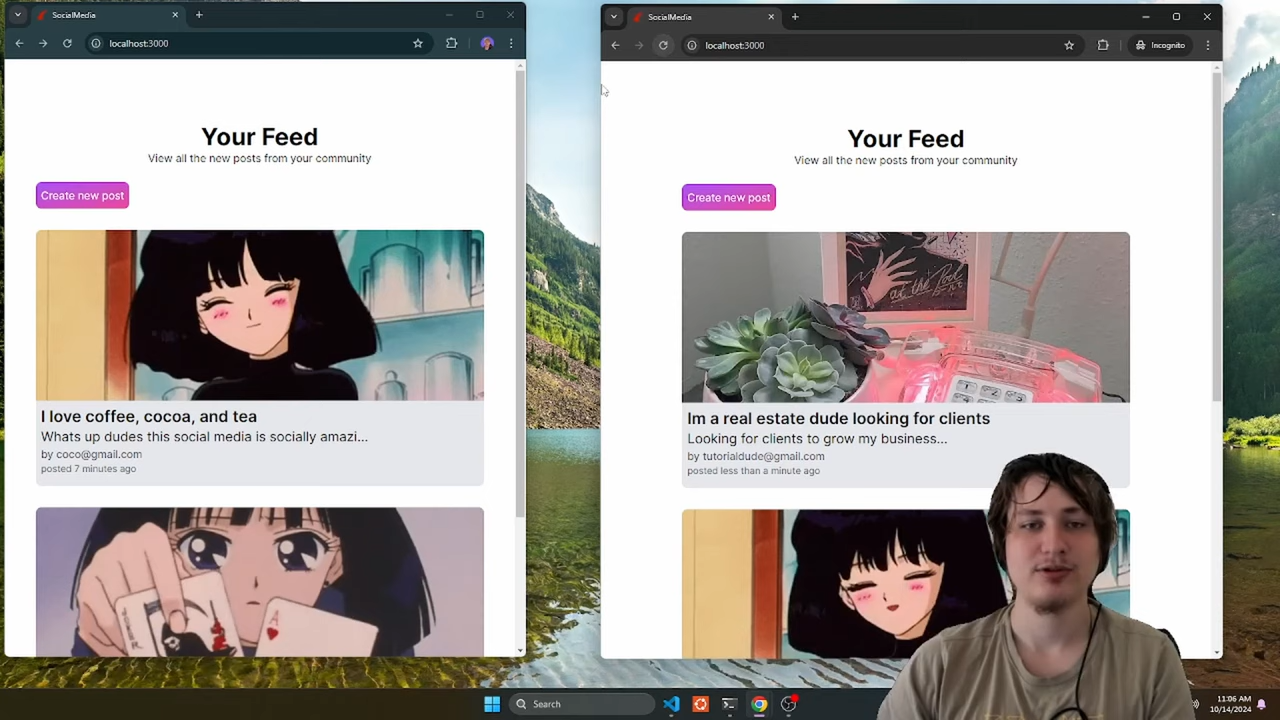 SocialMedia
localhost:3000
Your Feed
View all the new posts from your community
Create new post
I love coffee, cocoa, and tea
Whats up dudes this social media is socially amazi...
by coco@gmail.com
posted 7 minutes ago
A
SocialMedia
localhost:3000
Incognito
Your Feed
View all the new posts from your community
Create new post
at the Pool
Im a real estate dude looking for clients
Looking for clients to grow my business...
by tutorialdude@gmail.com
posted less than a minute ago
Search
11:06 AM
10/14/2024